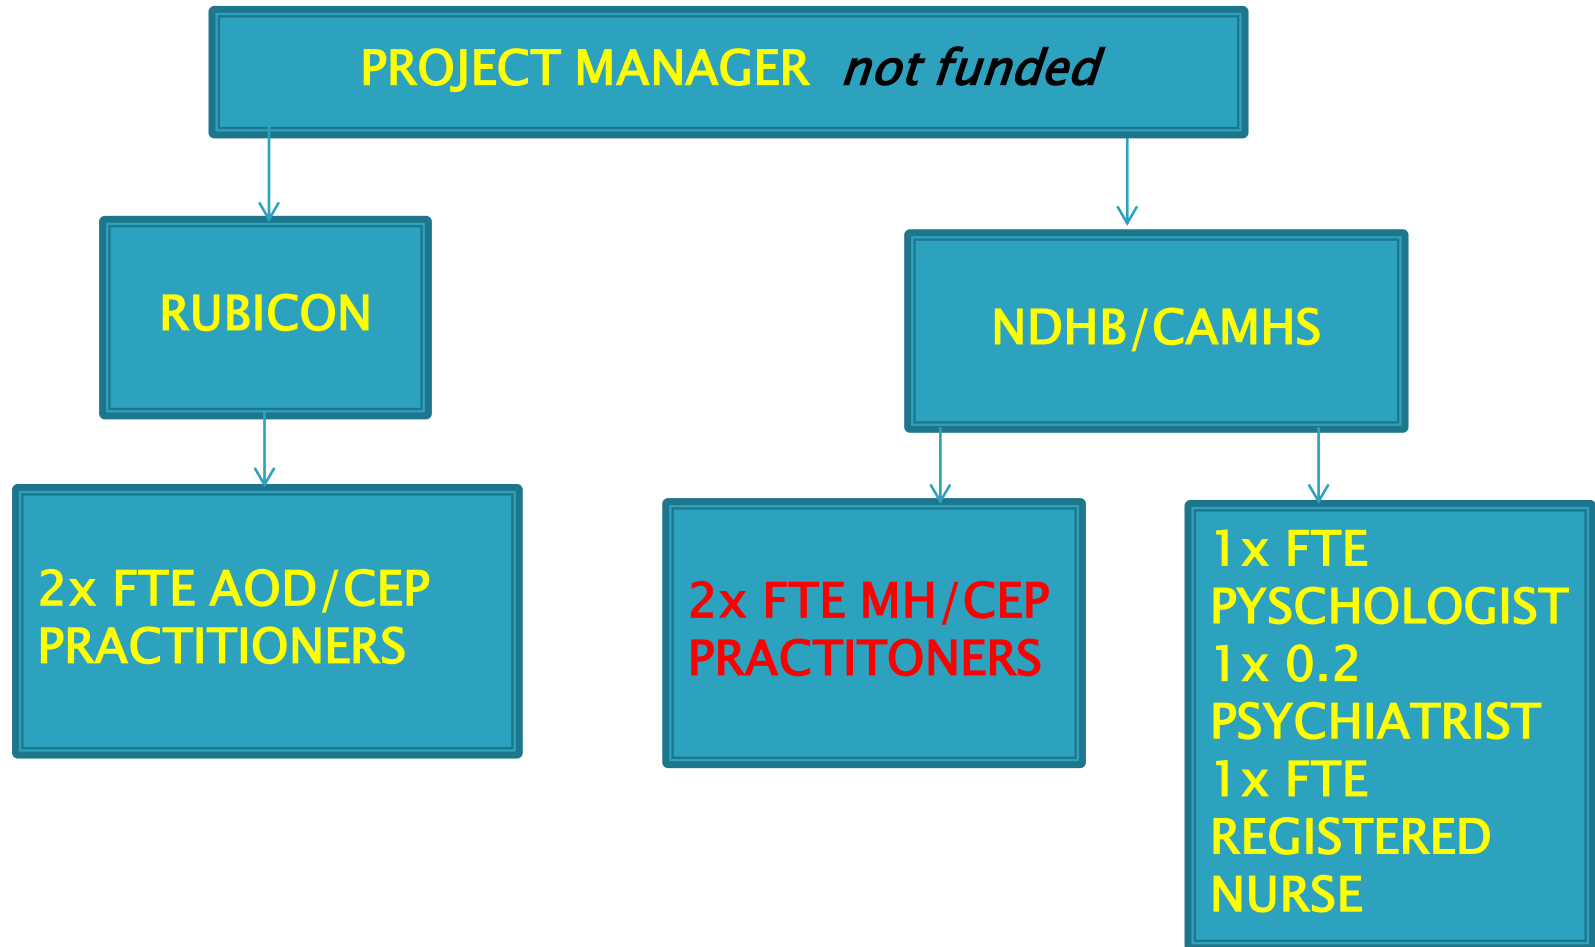 PROJECT MANAGER not funded
RUBICON
NDHB/CAMHS
2x FTE AOD/CEP
PRACTITIONERS
2x FTE MH/CEP
PRACTITONERS
1x FTE
PYSCHOLOGIST
1x 0.2
PSYCHIATRIST
1x FTE
REGISTERED
NURSE